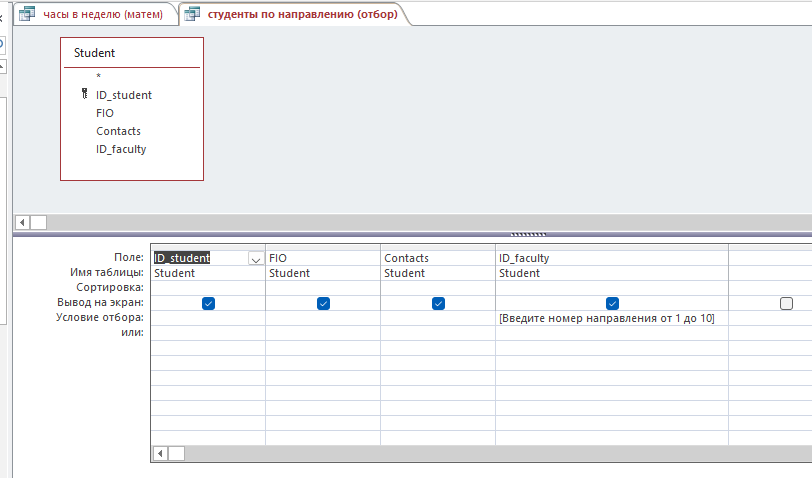 часы в неделю (матем)
студенты по направлению (отбор)
Student
*
ID_student
FIO
Contacts
ID_faculty
Поле: ID_student FIO Contacts ID_faculty
Имя таблицы: Student Student Student Student
Сортировка:
Вывод на экран:
Условие отбора: [Введите номер направления от 1 до 10]
или: